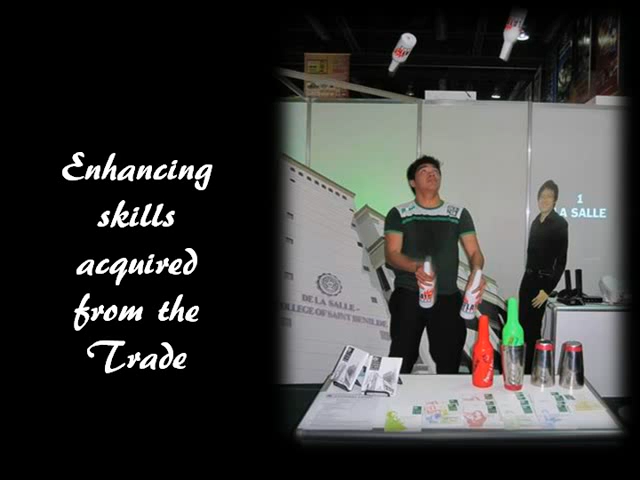 Enhancing
skills
acquired
from the
Trade
1
LA SALLE
DE LA SALLE -
COLLEGE OF SAINT BENILDE